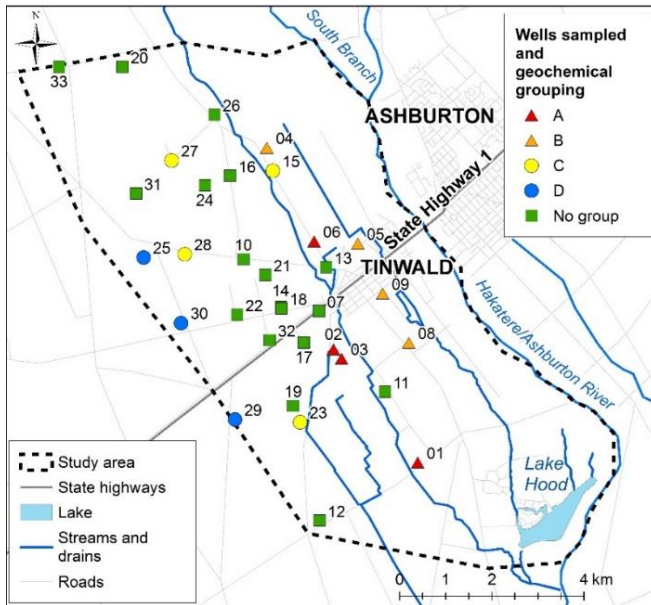 N
South Branch
ASHBURTON
State Highway 1
TINWALD
Hakatere/Ashburton River
Lake
Hood
33
20
26
04
27
15
16
31
24
06
05
25
28
10
13
21
09
14
18
07
30
22
08
32
17
02
03
11
19
23
29
01
12
Wells sampled and
geochemical
grouping
A
B
C
D
No group
Study area
State highways
Lake
Streams and
drains
Roads
0 1 2 4 km